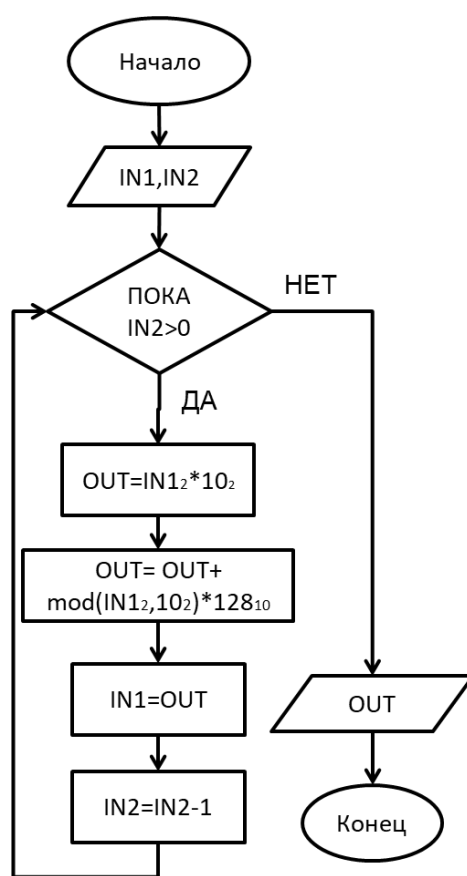 Начало
IN1,IN2
ПОКА
IN2>0
НЕТ
ДА
OUT=IN1₂*10₂
OUT= OUT+
mod(IN1₂,10₂)*128₁₀
IN1=OUT
OUT
IN2=IN2-1
Конец